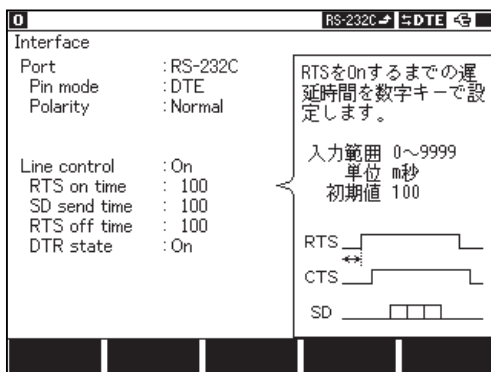 0 RS-232C DTE
Interface
Port :RS-232C
Pin mode :DTE
Polarity :Normal
Line control :On
RTS on time : 100
SD send time : 100
RTS off time : 100
DTR state :On
RTSをOnするまでの遅
延時間を数字キーで設
定します。
入力範囲 0～9999
単位 m秒
初期値 100
RTS
CTS
SD